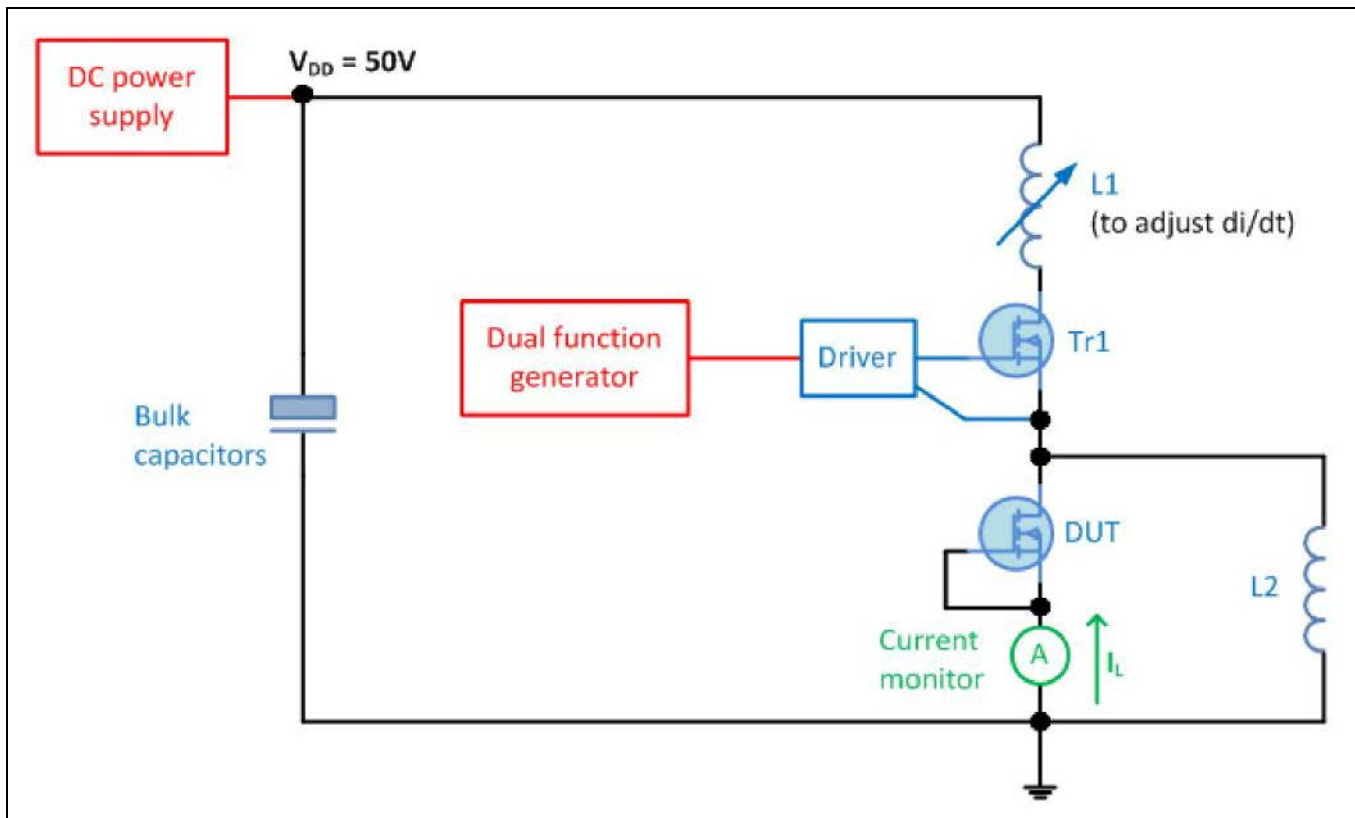 V_DD = 50V
DC power
supply
L1
(to adjust di/dt)
Dual function
generator
Driver
Tr1
Bulk
capacitors
DUT
L2
Current
monitor
A
I_L